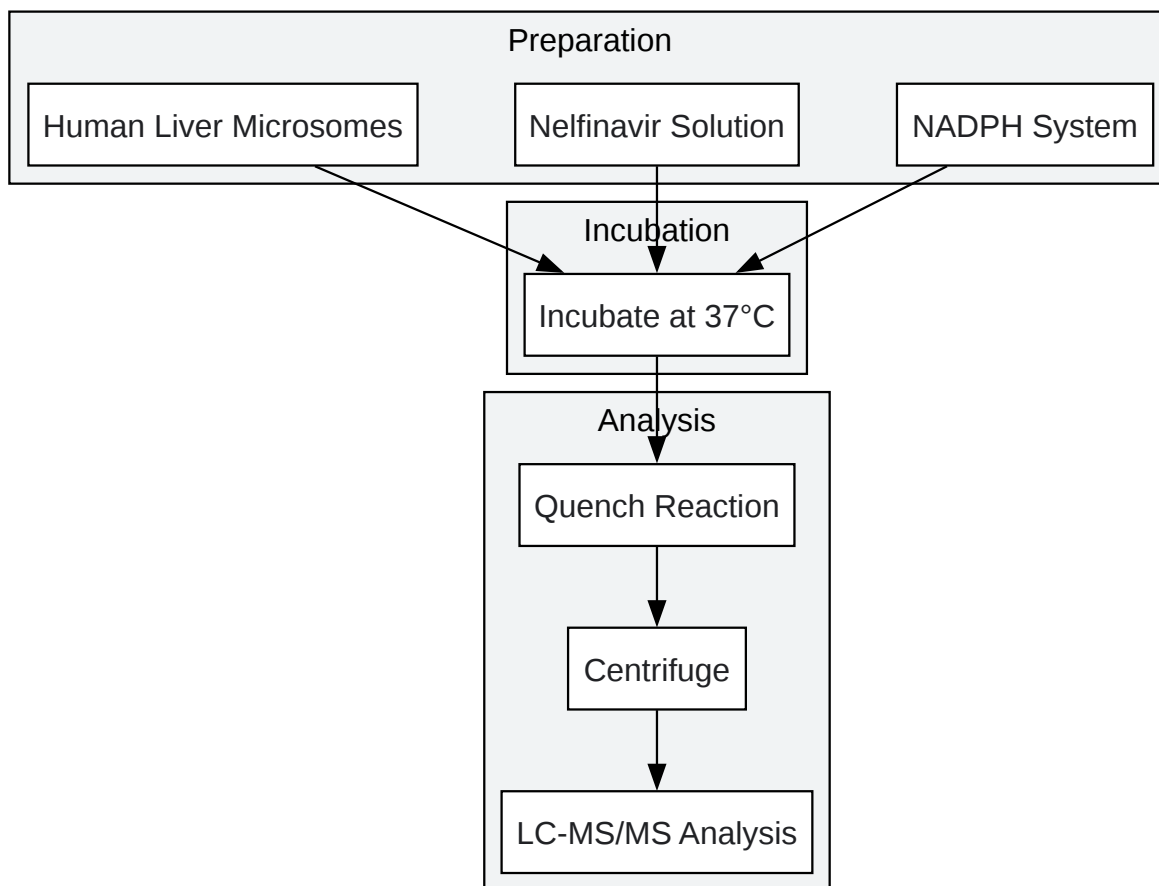 Preparation
Human Liver Microsomes
Nelfinavir Solution
NADPH System
Incubation
Incubate at 37°C
Analysis
Quench Reaction
Centrifuge
LC-MS/MS Analysis